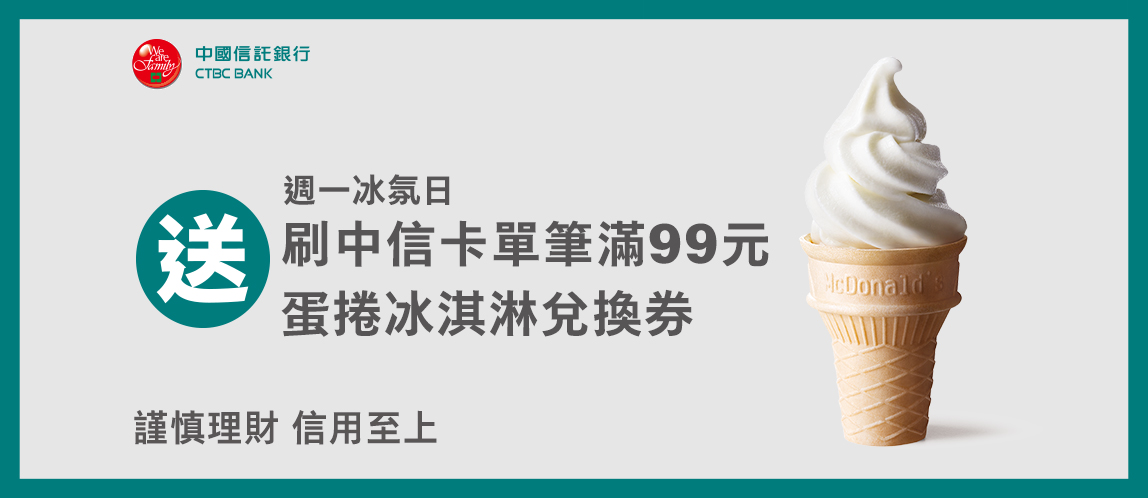 We
are
family
中國信託銀行
CTBC BANK
週一冰氛日
送
刷中信卡單筆滿99元
蛋捲冰淇淋兌換券
McDonald's
謹慎理財 信用至上